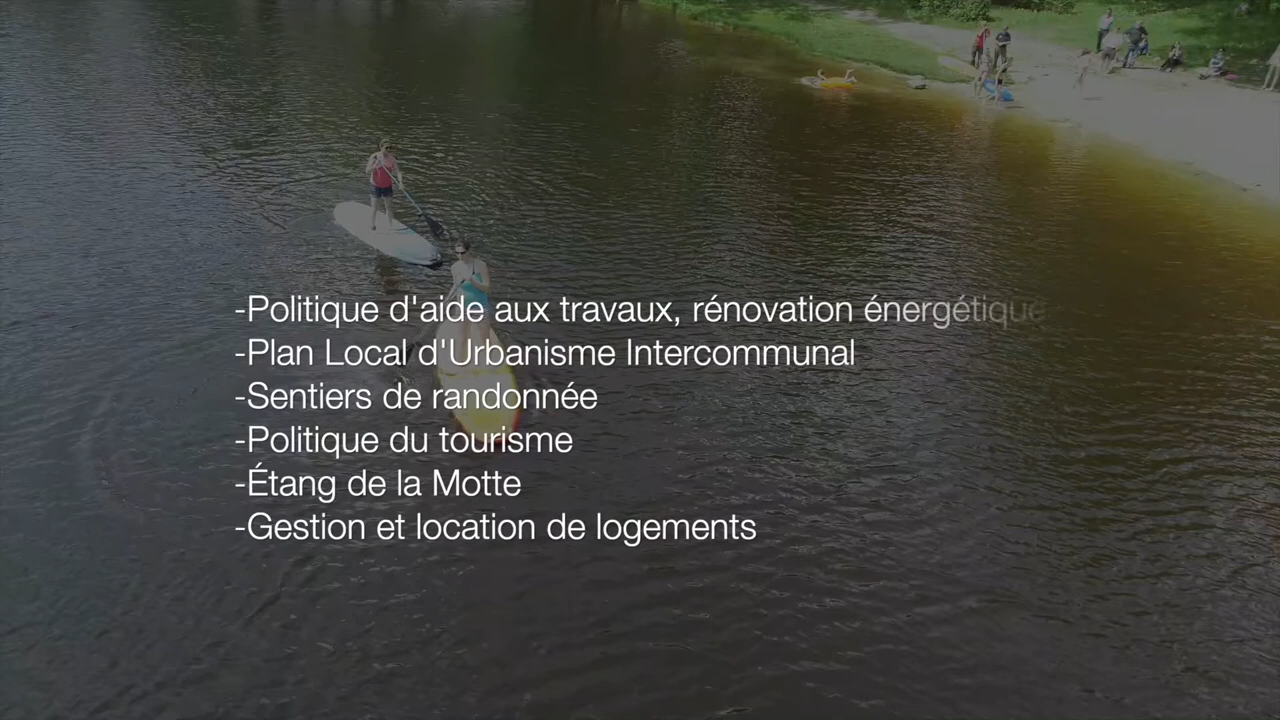 -Politique d'aide aux travaux, rénovation énergétique
-Plan Local d'Urbanisme Intercommunal
-Sentiers de randonnée
-Politique du tourisme
-Étang de la Motte
-Gestion et location de logements